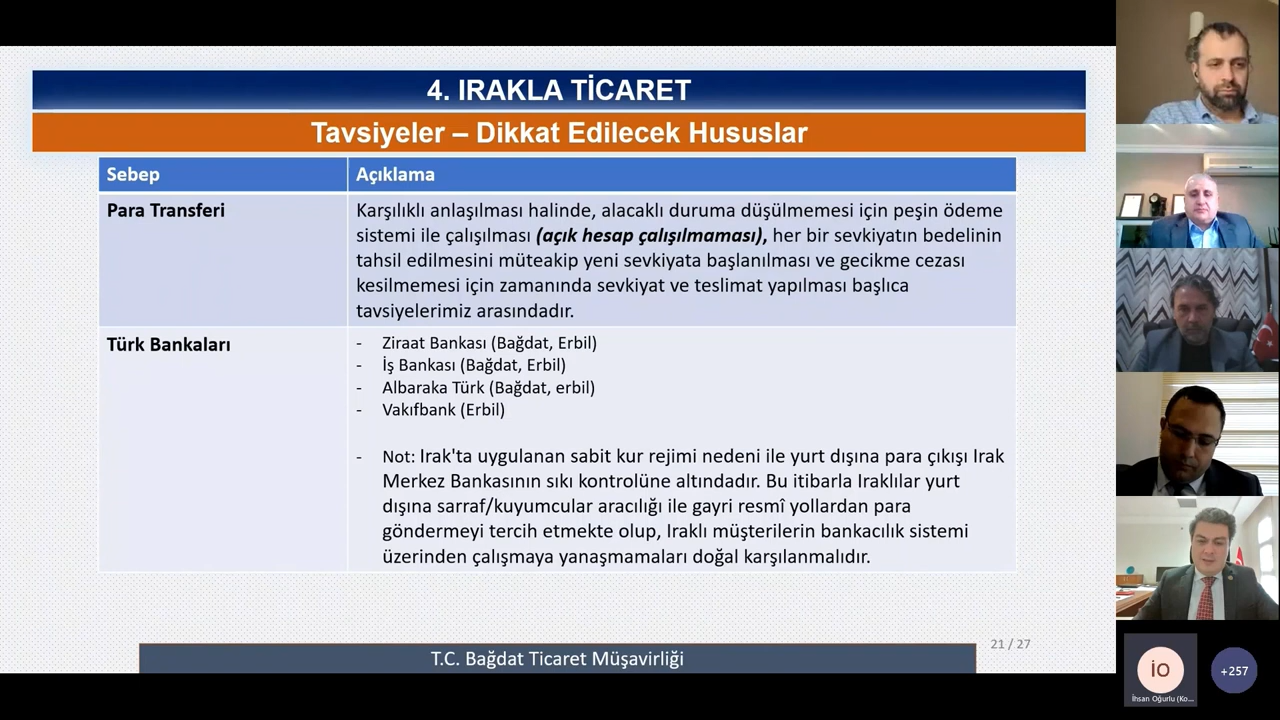 4. IRAKLA TİCARET
Tavsiyeler – Dikkat Edilecek Hususlar
Sebep
Açıklama
Para Transferi
Karşılıklı anlaşılması halinde, alacaklı duruma düşülmemesi için peşin ödeme
sistemi ile çalışılması (açık hesap çalışılmaması), her bir sevkiyatın bedelinin
tahsil edilmesini müteakip yeni sevkiyata başlanılması ve gecikme cezası
kesilmemesi için zamanında sevkiyat ve teslimat yapılması başlıca
tavsiyelerimiz arasındadır.
Türk Bankaları
- Ziraat Bankası (Bağdat, Erbil)
- İş Bankası (Bağdat, Erbil)
- Albaraka Türk (Bağdat, erbil)
- Vakıfbank (Erbil)
- Not: Irak'ta uygulanan sabit kur rejimi nedeni ile yurt dışına para çıkışı Irak
Merkez Bankasının sıkı kontrolüne altındadır. Bu itibarla Iraklılar yurt
dışına sarraf/kuyumcular aracılığı ile gayri resmî yollardan para
göndermeyi tercih etmekte olup, Iraklı müşterilerin bankacılık sistemi
üzerinden çalışmaya yanaşmamaları doğal karşılanmalıdır.
21 / 27
T.C. Bağdat Ticaret Müşavirliği
İO
İhsan Oğurlu (Ko...
+257